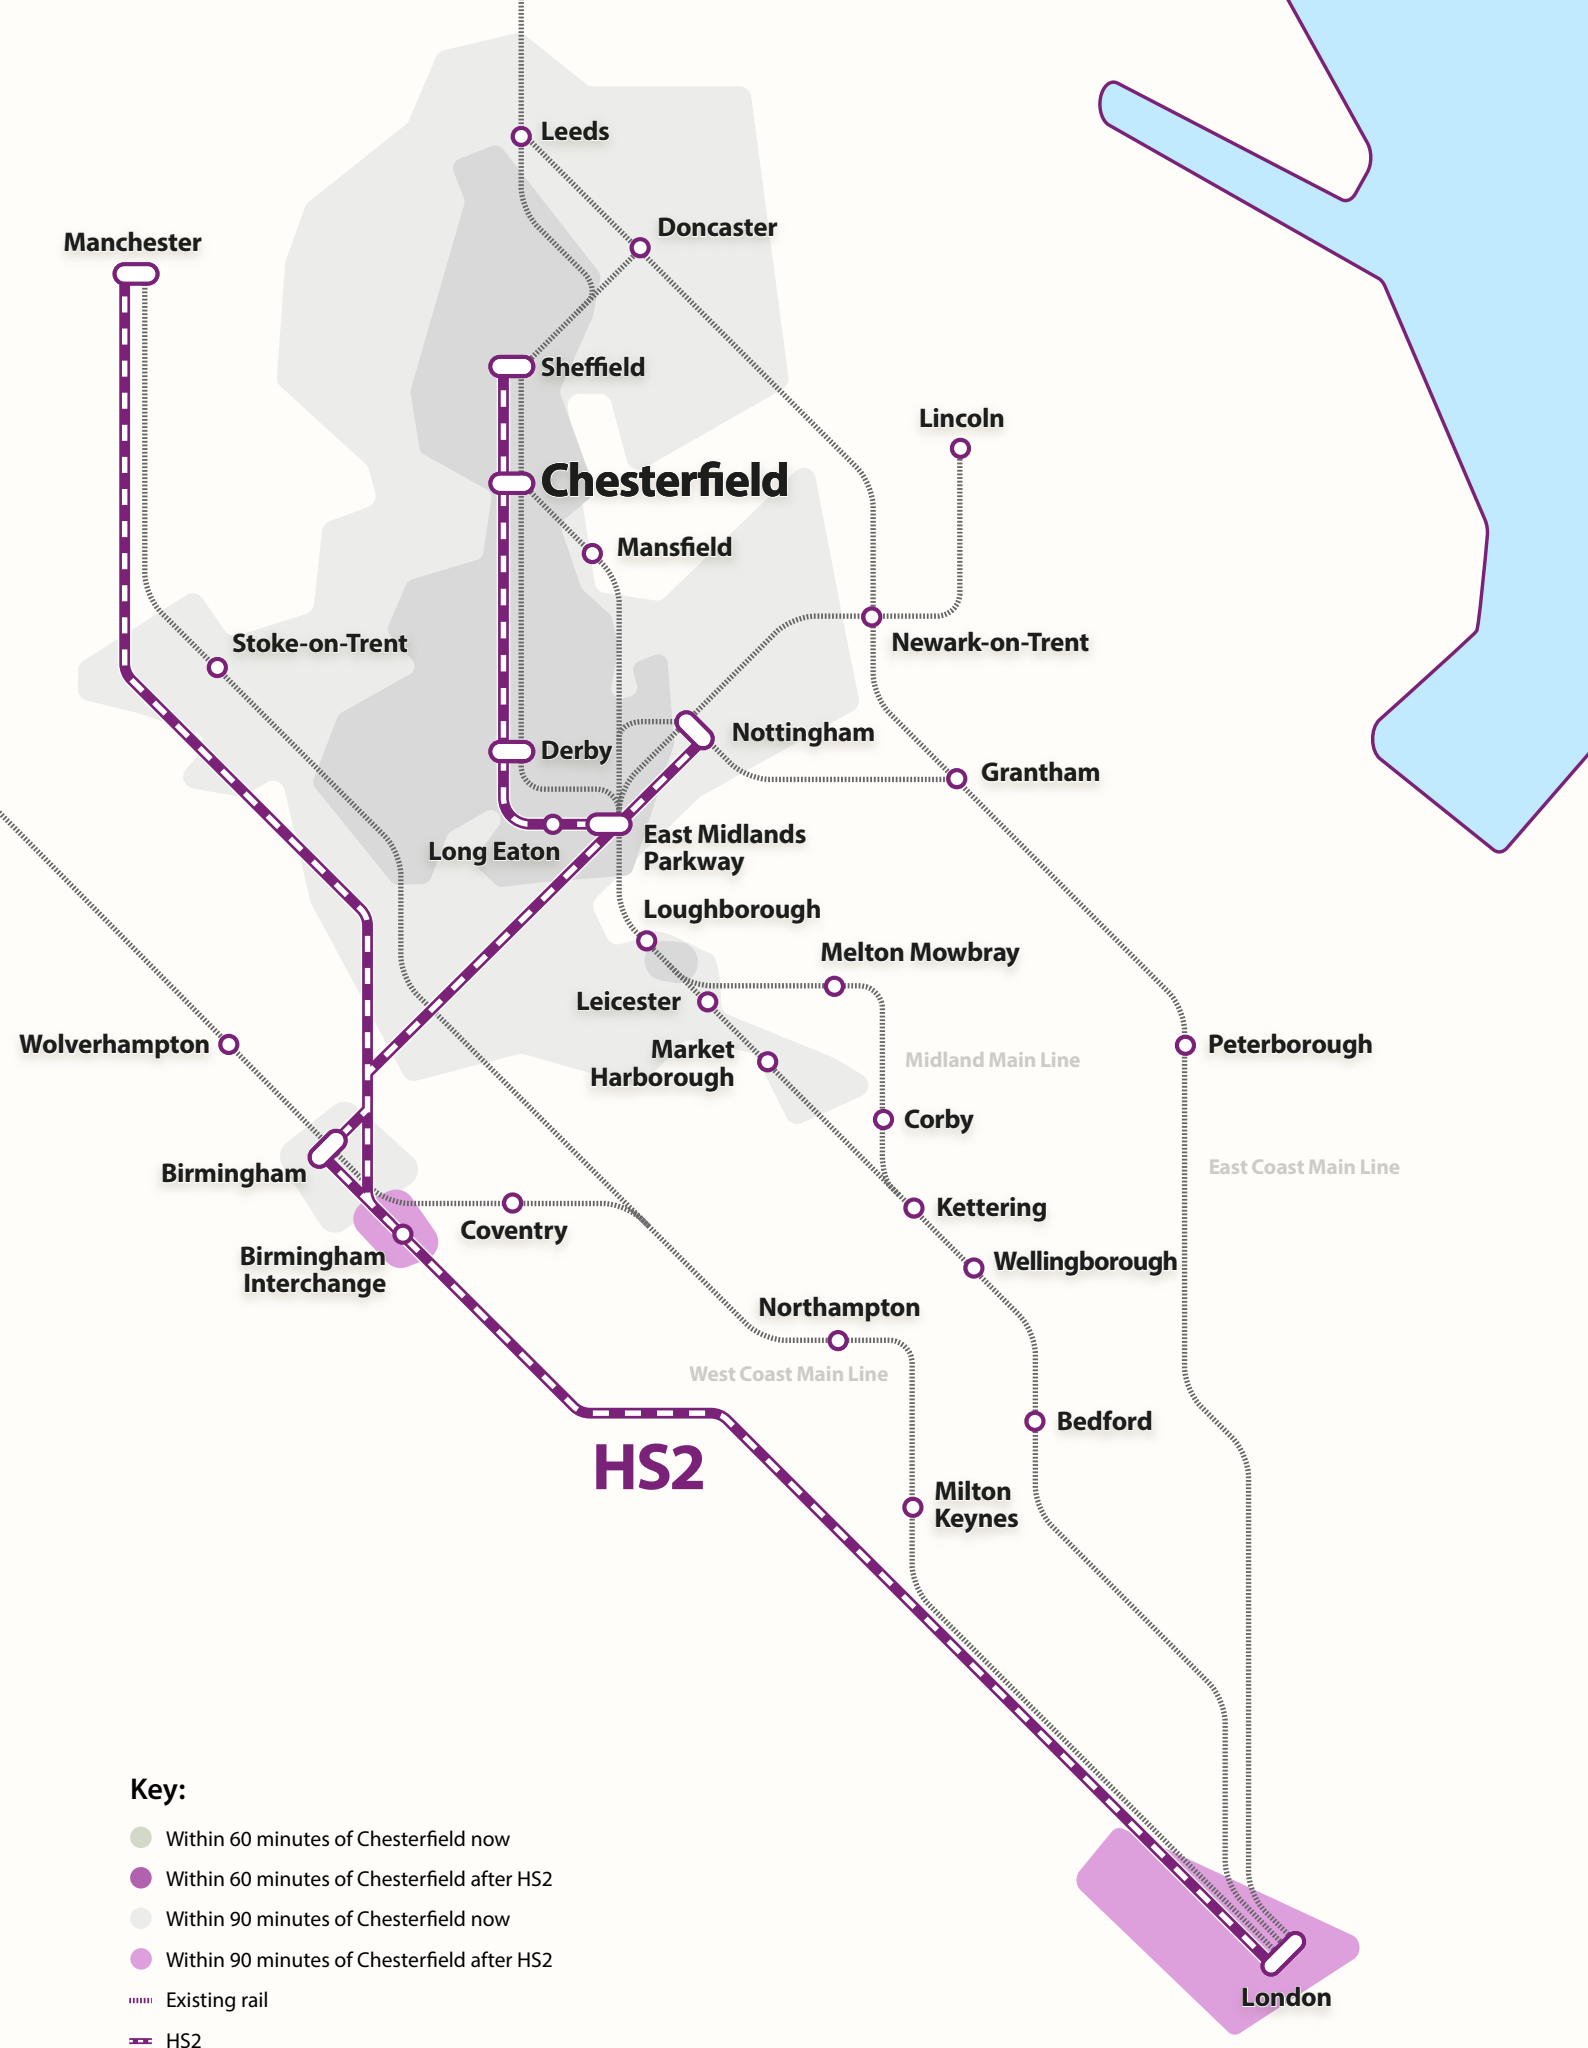 Leeds
Doncaster
Manchester
Sheffield
Lincoln
Chesterfield
Mansfield
Stoke-on-Trent
Newark-on-Trent
Nottingham
Derby
Grantham
East Midlands
Parkway
Long Eaton
Loughborough
Melton Mowbray
Leicester
Wolverhampton
Market
Harborough
Midland Main Line
Peterborough
Corby
East Coast Main Line
Birmingham
Kettering
Coventry
Birmingham
Interchange
Wellingborough
Northampton
West Coast Main Line
Bedford
HS2
Milton
Keynes
Key:
Within 60 minutes of Chesterfield now
Within 60 minutes of Chesterfield after HS2
Within 90 minutes of Chesterfield now
Within 90 minutes of Chesterfield after HS2
Existing rail
HS2
London